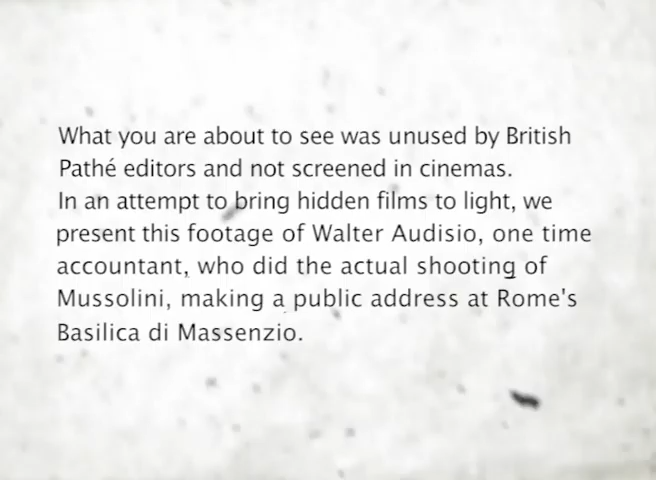 What you are about to see was unused by British
Pathé editors and not screened in cinemas.
In an attempt to bring hidden films to light, we
present this footage of Walter Audisio, one time
accountant, who did the actual shooting of
Mussolini, making a public address at Rome's
Basilica di Massenzio.